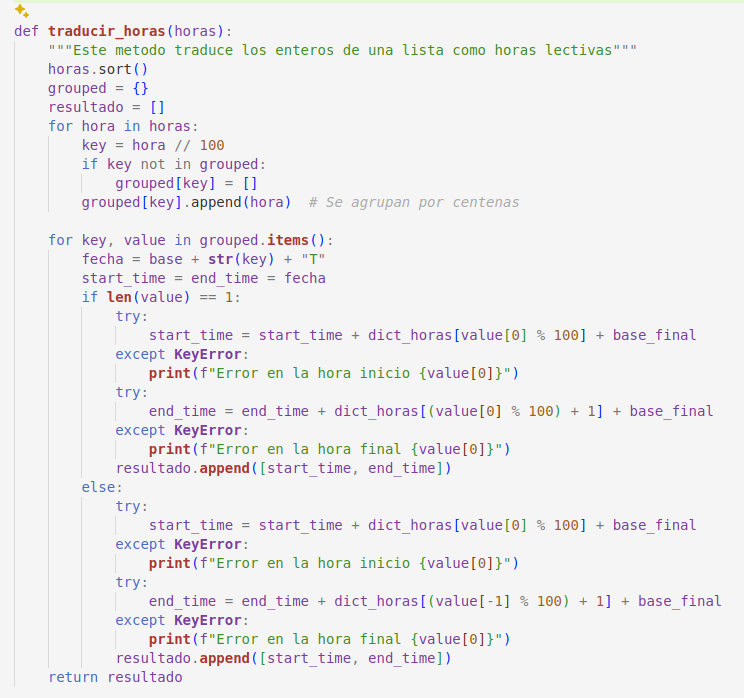 def traducir_horas(horas):
    """Este metodo traduce los enteros de una lista como horas lectivas"""
    horas.sort()
    grouped = {}
    resultado = []
    for hora in horas:
        key = hora // 100
        if key not in grouped:
            grouped[key] = []
        grouped[key].append(hora)  # Se agrupan por centenas

    for key, value in grouped.items():
        fecha = base + str(key) + "T"
        start_time = end_time = fecha
        if len(value) == 1:
            try:
                start_time = start_time + dict_horas[value[0] % 100] + base_final
            except KeyError:
                print(f"Error en la hora inicio {value[0]}")
            try:
                end_time = end_time + dict_horas[(value[0] % 100) + 1] + base_final
            except KeyError:
                print(f"Error en la hora final {value[0]}")
            resultado.append([start_time, end_time])
        else:
            try:
                start_time = start_time + dict_horas[value[0] % 100] + base_final
            except KeyError:
                print(f"Error en la hora inicio {value[0]}")
            try:
                end_time = end_time + dict_horas[(value[-1] % 100) + 1] + base_final
            except KeyError:
                print(f"Error en la hora final {value[0]}")
            resultado.append([start_time, end_time])
    return resultado